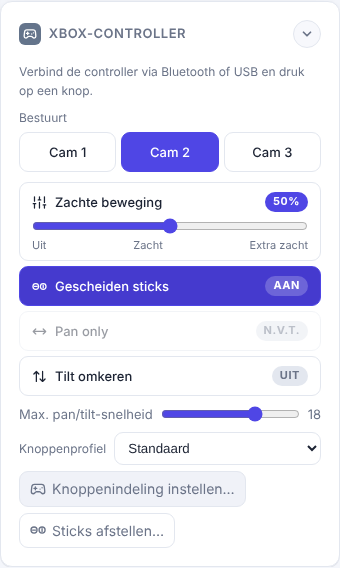 XBOX-CONTROLLER
Verbind de controller via Bluetooth of USB en druk
op een knop.
Bestuurt
Cam 1 Cam 2 Cam 3
Zachte beweging 50%
Uit Zacht Extra zacht
Gescheiden sticks AAN
Pan only N.V.T.
Tilt omkeren UIT
Max. pan/tilt-snelheid 18
Knoppenprofiel Standaard
Knoppenindeling instellen...
Sticks afstellen...